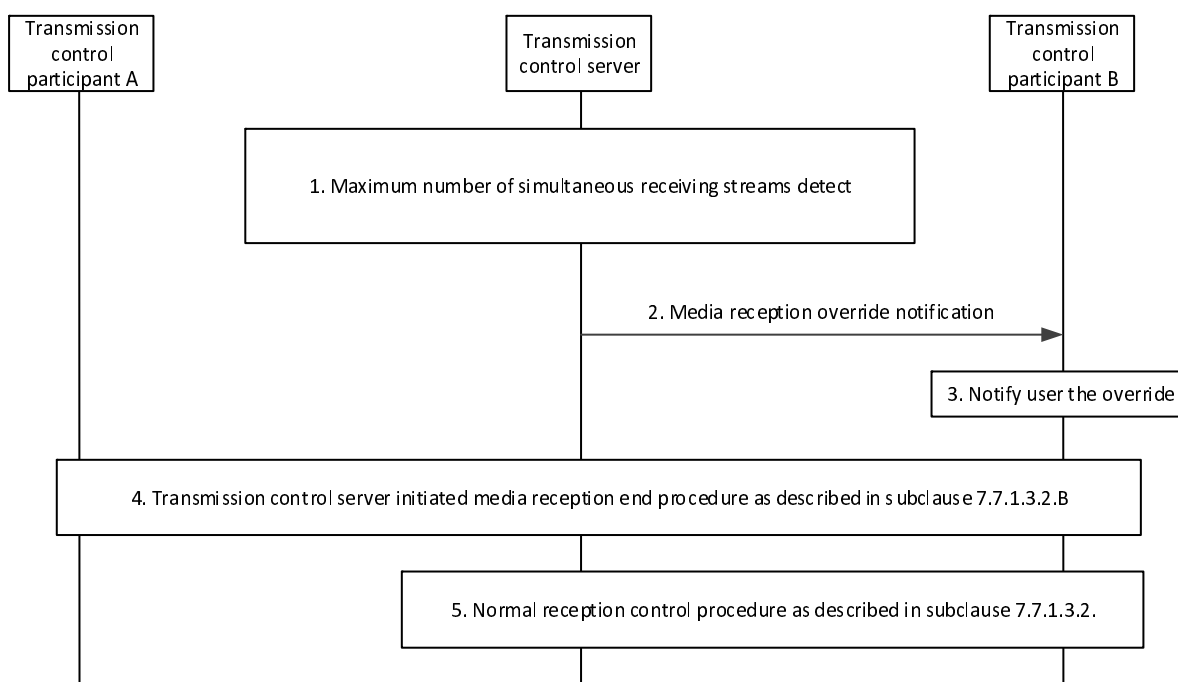 Transmission
control
participant A
Transmission
control server
Transmission
control
participant B
1. Maximum number of simultaneous receiving streams detect
2. Media reception override notification
3. Notify user the override
4. Transmission control server initiated media reception end procedure as described in subclause 7.7.1.3.2.B
5. Normal reception control procedure as described in subclause 7.7.1.3.2.